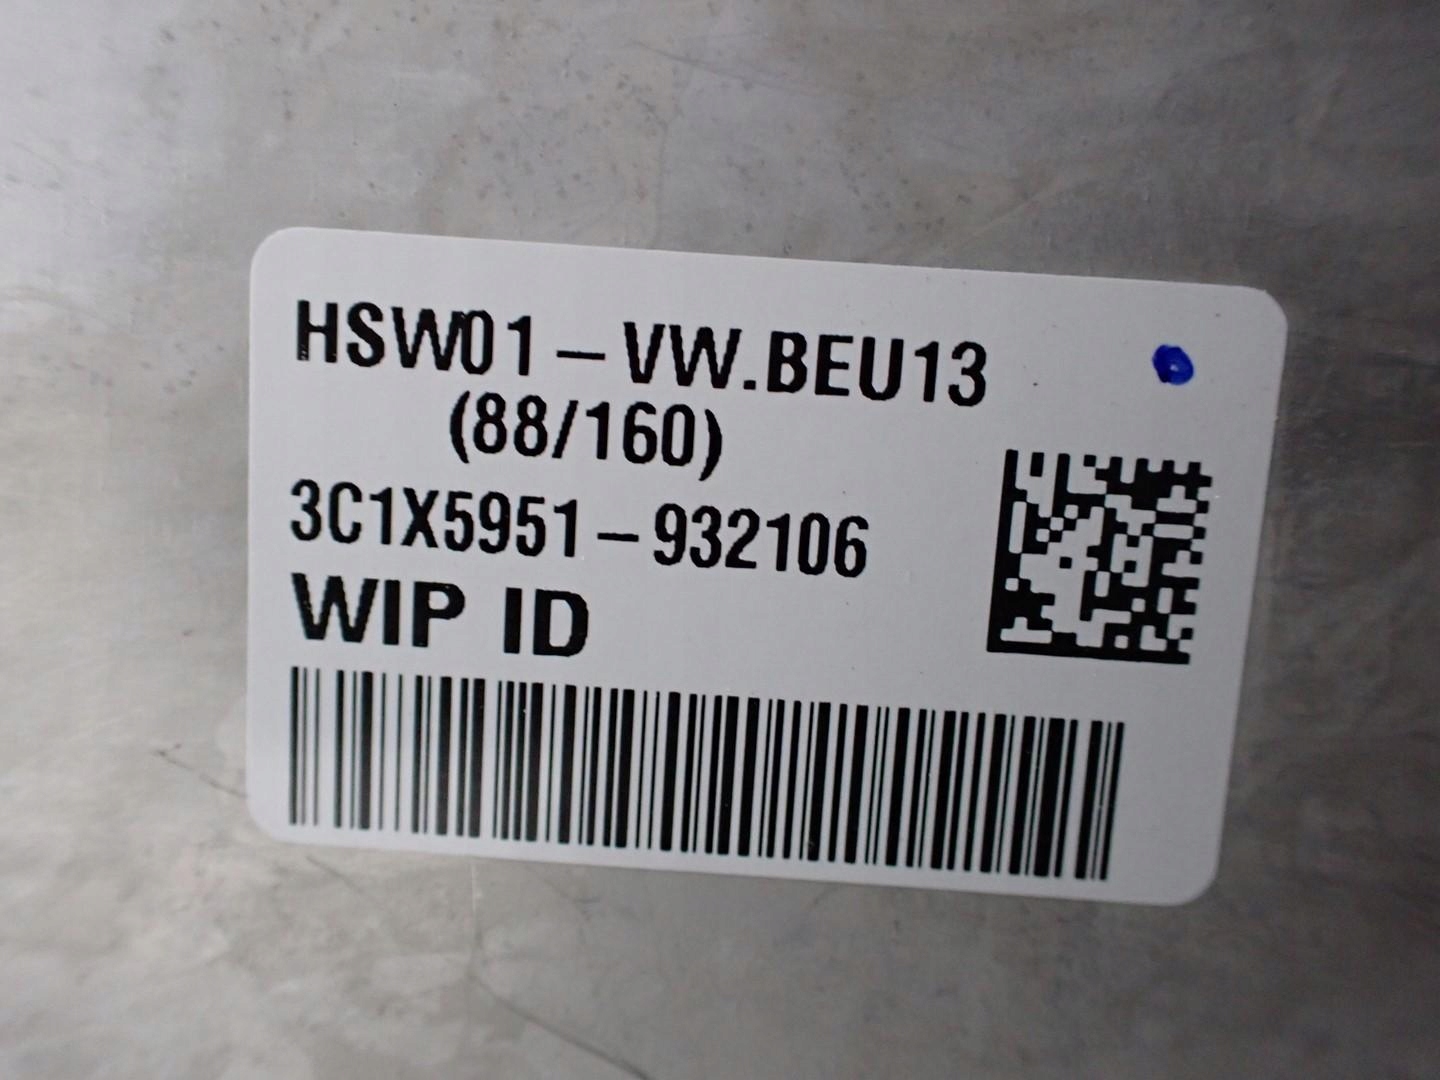 HSW01-VW.BEU13
(88/160)
3C1X5951-932106
WIP ID